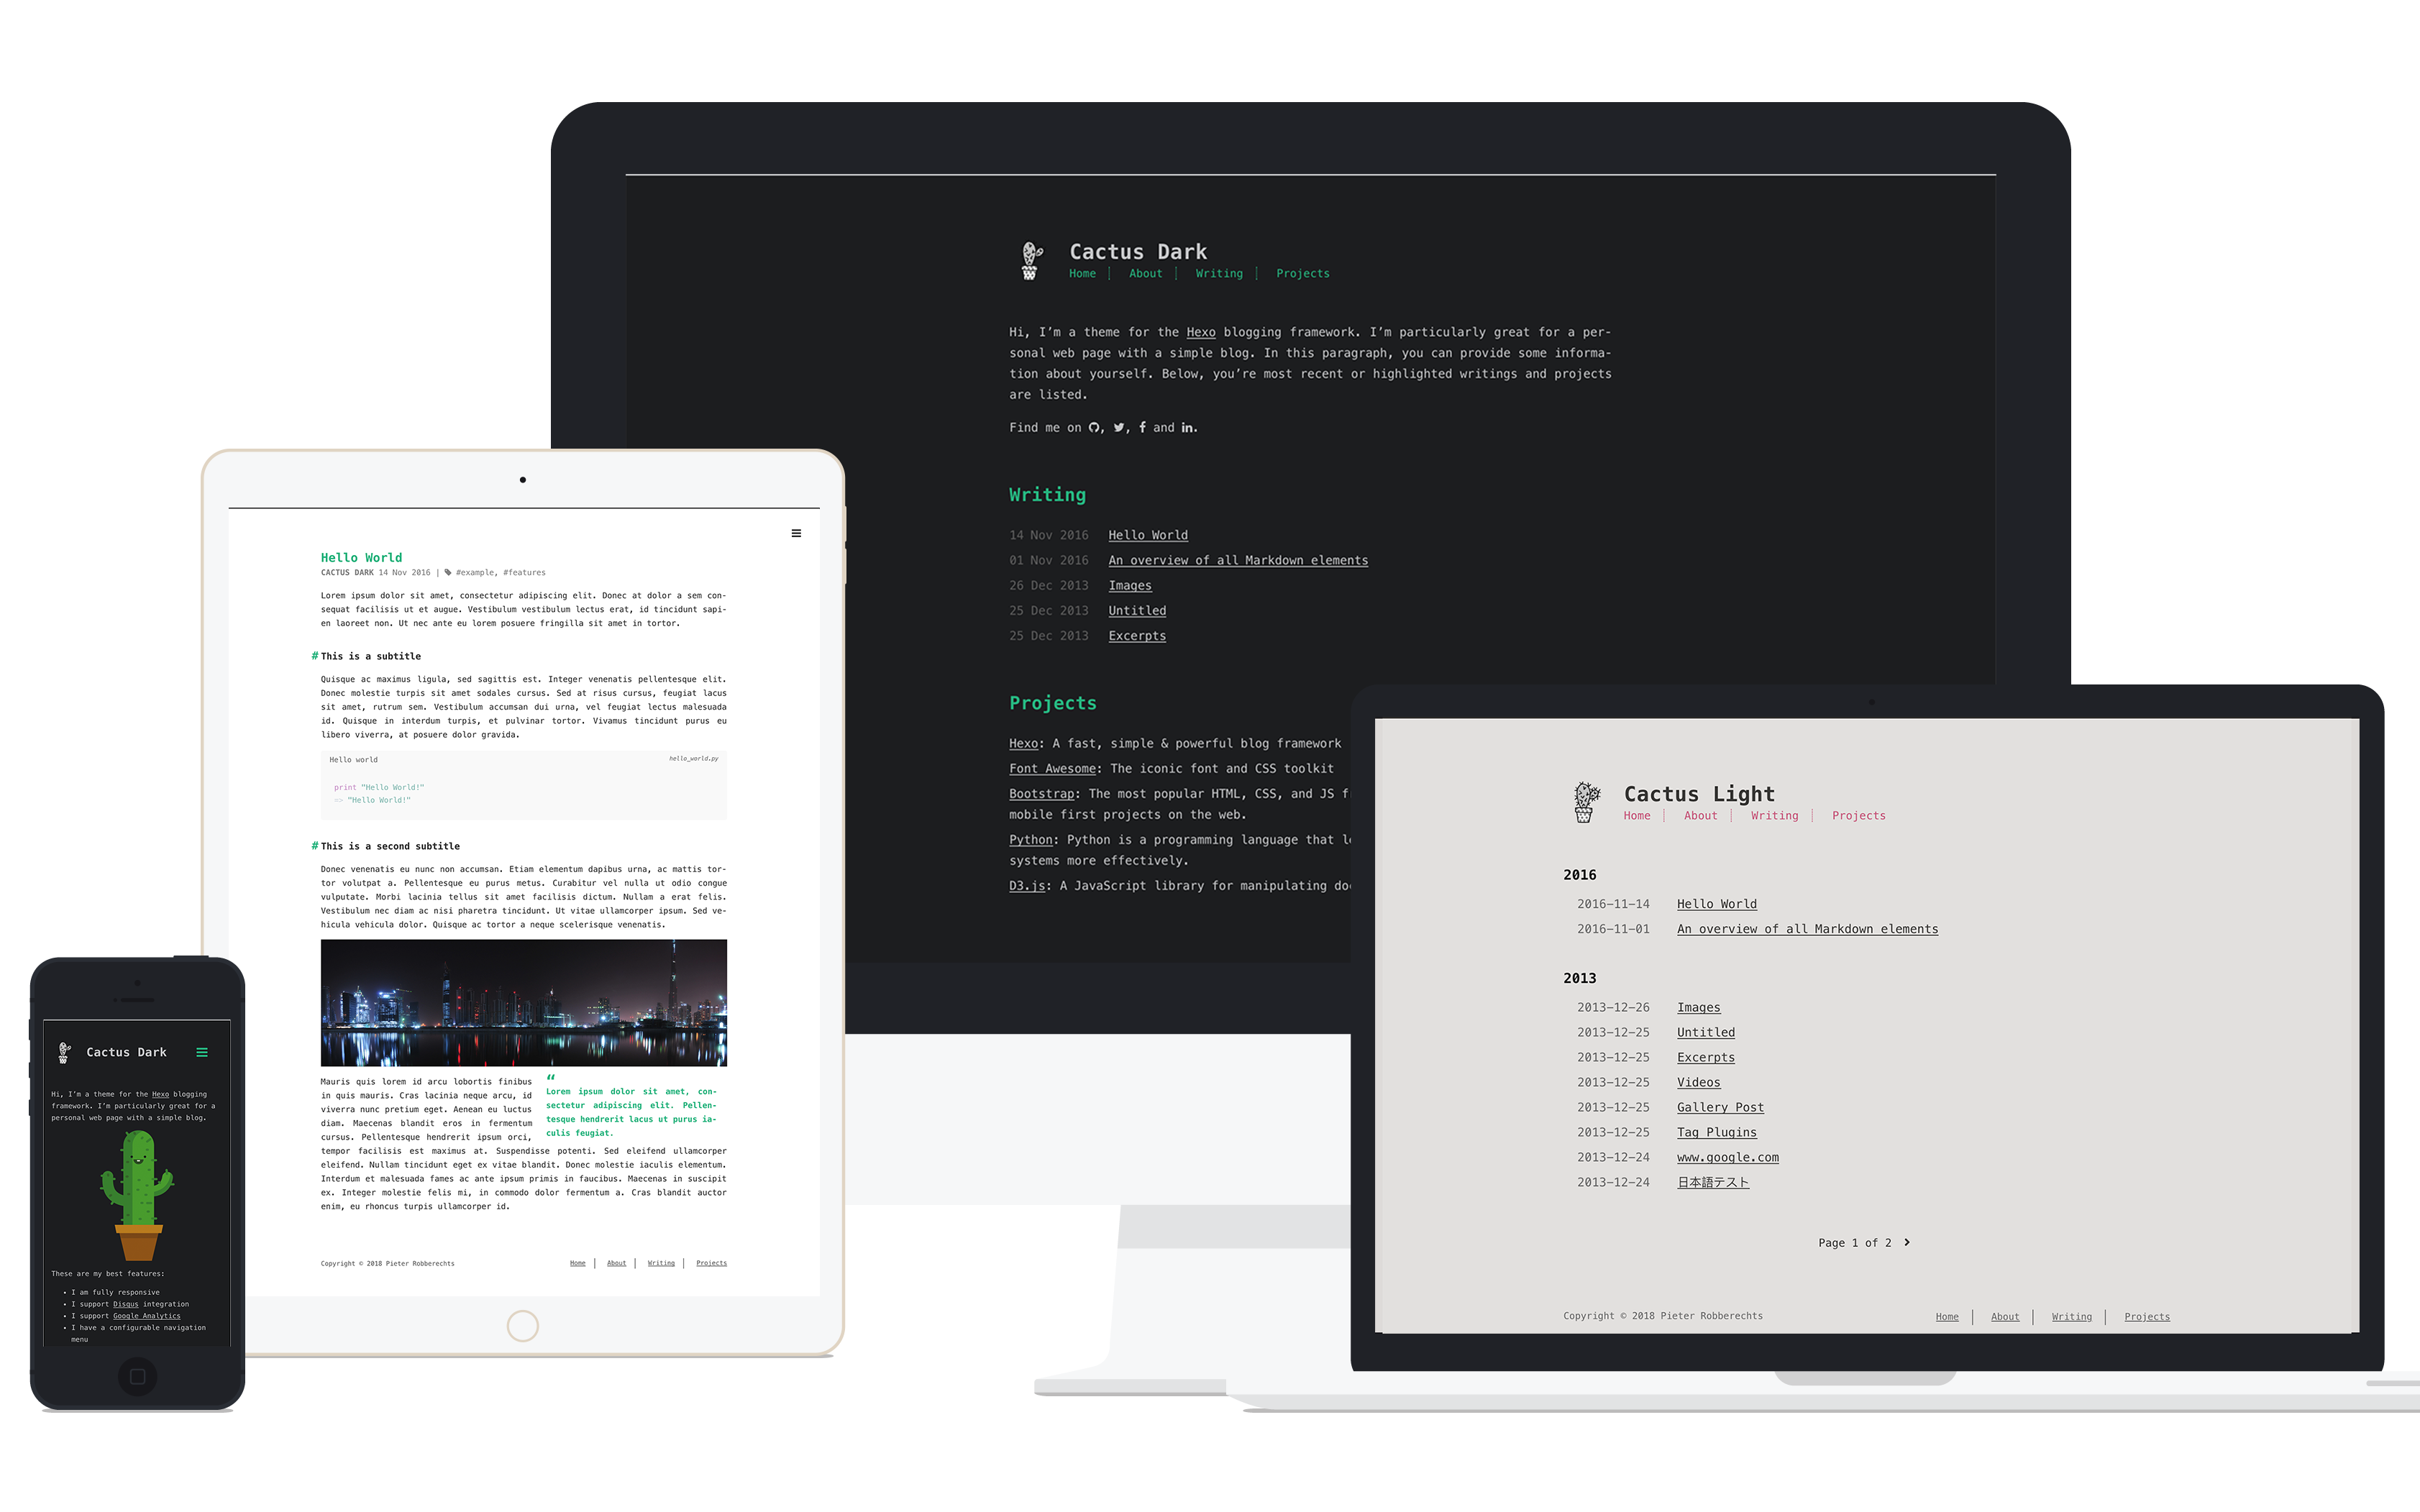 Cactus Dark
Home About Writing Projects
Hi, I’m a theme for the Hexo blogging framework. I’m particularly great for a per-
sonal web page with a simple blog. In this paragraph, you can provide some informa-
tion about yourself. Below, you’re most recent or highlighted writings and projects
are listed.
Find me on , , and .
Writing
14 Nov 2016 Hello World
01 Nov 2016 An overview of all Markdown elements
26 Dec 2013 Images
25 Dec 2013 Untitled
25 Dec 2013 Excerpts
Projects
Hexo: A fast, simple & powerful blog framework
Font Awesome: The iconic font and CSS toolkit
Bootstrap: The most popular HTML, CSS, and JS
mobile first projects on the web.
Python: Python is a programming language that
systems more effectively.
D3.js: A JavaScript library for manipulating
Hello World
CACTUS DARK 14 Nov 2016 | #example, #features
Lorem ipsum dolor sit amet, consectetur adipiscing elit. Donec at dolor a sem con-
sequat facilisis ut et augue. Vestibulum vestibulum lectus erat, id tincidunt sapi-
en laoreet non. Ut nec ante eu lorem posuere fringilla sit amet in tortor.
# This is a subtitle
Quisque ac maximus ligula, sed sagittis est. Integer venenatis pellentesque elit.
Donec molestie turpis sit amet sodales cursus. Sed at risus cursus, feugiat lacus
sit amet, rutrum sem. Vestibulum accumsan dui urna, vel feugiat lectus malesuada
id. Quisque in interdum turpis, et pulvinar tortor. Vivamus tincidunt purus eu
libero viverra, at posuere dolor gravida.
Hello world hello_world.py
print "Hello World!"
=> "Hello World!"
# This is a second subtitle
Donec venenatis eu nunc non accumsan. Etiam elementum dapibus urna, ac mattis tor-
tor volutpat a. Pellentesque eu purus metus. Curabitur vel nulla ut odio congue
vulputate. Morbi lacinia tellus sit amet facilisis dictum. Nullam a erat felis.
Vestibulum nec diam ac nisi pharetra tincidunt. Ut vitae ullamcorper ipsum. Sed ve-
hicula vehicula dolor. Quisque ac tortor a neque scelerisque venenatis.
Mauris quis lorem id arcu lobortis finibus
in quis mauris. Cras lacinia neque arcu, id
viverra nunc pretium eget. Aenean eu luctus
diam. Maecenas blandit eros in fermentum
cursus. Pellentesque hendrerit ipsum orci,
“
Lorem ipsum dolor sit amet, con-
sectetur adipiscing elit. Pellen-
tesque hendrerit lacus ut purus ia-
culis feugiat.
tempor facilisis est maximus at. Suspendisse potenti. Sed eleifend ullamcorper
eleifend. Nullam tincidunt eget ex vitae blandit. Donec molestie iaculis elementum.
Interdum et malesuada fames ac ante ipsum primis in faucibus. Maecenas in suscipit
ex. Integer molestie felis mi, in commodo dolor fermentum a. Cras blandit auctor
enim, eu rhoncus turpis ullamcorper id.
Copyright © 2018 Pieter Robberechts Home About Writing Projects
Cactus Dark
Hi, I’m a theme for the Hexo blogging
framework. I’m particularly great for a
personal web page with a simple blog.
These are my best features:
• I am fully responsive
• I support Disqus integration
• I support Google Analytics
• I have a configurable navigation
menu
Cactus Light
Home About Writing Projects
2016
2016-11-14 Hello World
2016-11-01 An overview of all Markdown elements
2013
2013-12-26 Images
2013-12-25 Untitled
2013-12-25 Excerpts
2013-12-25 Videos
2013-12-25 Gallery Post
2013-12-25 Tag Plugins
2013-12-24 www.google.com
2013-12-24 日本語テスト
Page 1 of 2
Copyright © 2018 Pieter Robberechts Home About Writing Projects